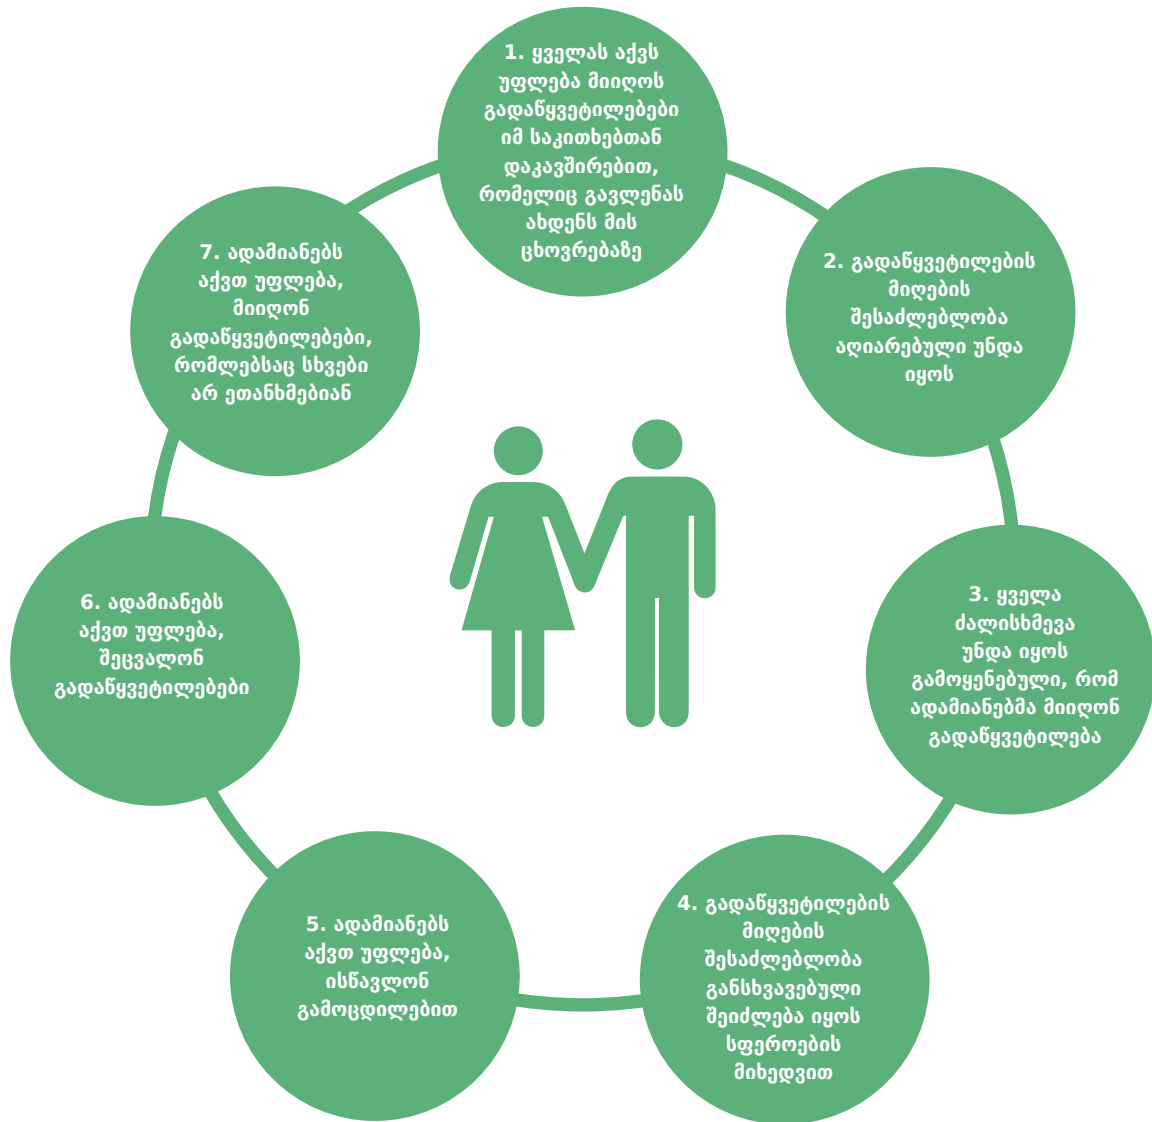 1. ყველას აქვს
უფლება მიიღოს
გადაწყვეტილებები
იმ საკითხებთან
დაკავშირებით,
რომელიც გავლენას
ახდენს მის
ცხოვრებაზე
2. გადაწყვეტილების
მიღების
შესაძლებლობა
აღიარებული უნდა
იყოს
3. ყველა
ძალისხმევა
უნდა იყოს
გამოყენებული, რომ
ადამიანებმა მიიღონ
გადაწყვეტილება
4. გადაწყვეტილების
მიღების
შესაძლებლობა
განსხვავებული
შეიძლება იყოს
სფეროების
მიხედვით
5. ადამიანებს
აქვთ უფლება,
ისწავლონ
გამოცდილებით
6. ადამიანებს
აქვთ უფლება,
შეცვალონ
გადაწყვეტილებები
7. ადამიანებს
აქვთ უფლება,
მიიღონ
გადაწყვეტილებები,
რომლებსაც სხვები
არ ეთანხმებიან